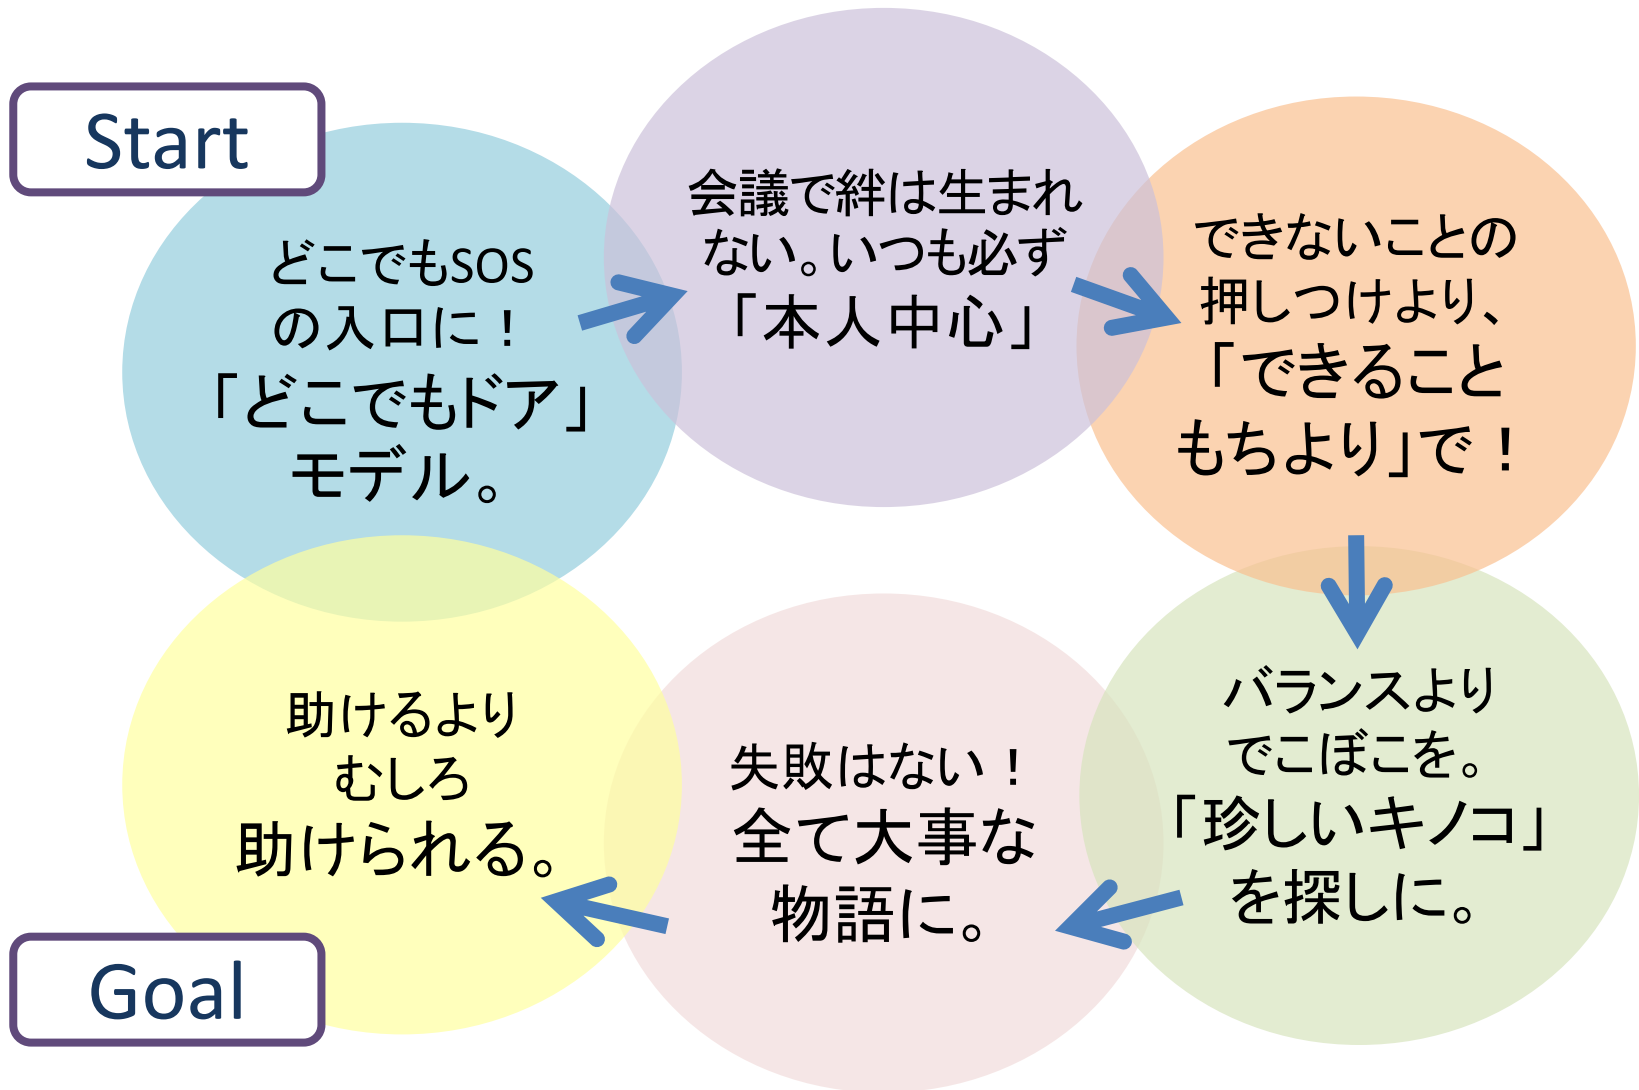 Start
どこでもSOS
の入口に！
「どこでもドア」
モデル。
会議で絆は生まれ
ない。いつも必ず
「本人中心」
できないことの
押しつけより、
「できること
もちより」で！
バランスより
でこぼこを。
「珍しいキノコ」
を探しに。
失敗はない！
全て大事な
物語に。
助けるより
むしろ
助けられる。
Goal